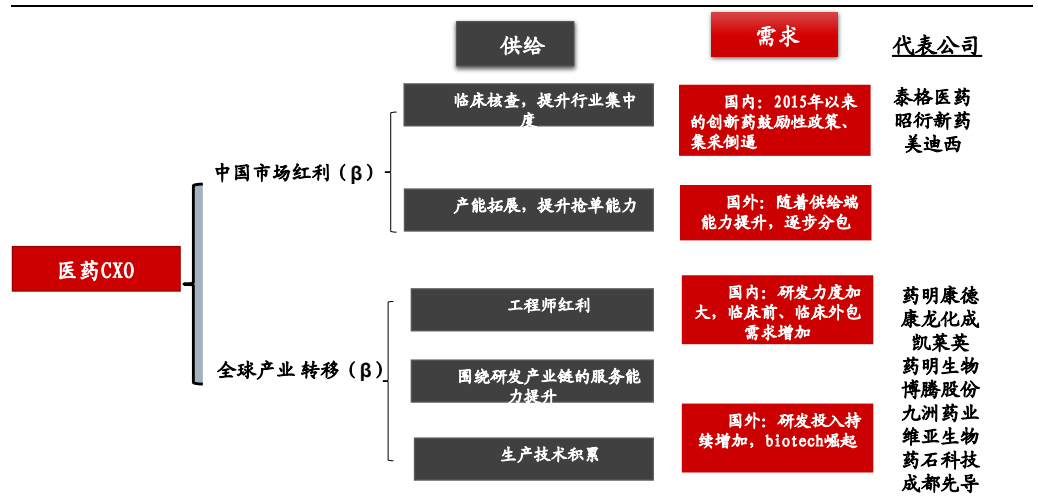 供给
需求
代表公司
临床核查，提升行业集中
度
国内：2015年以来
的创新药鼓励性政策、
集采倒逼
泰格医药
昭衍新药
美迪西
中国市场红利（β）
产能拓展，提升抢单能力
国外：随着供给端
能力提升，逐步分包
医药CXO
工程师红利
国内：研发力度加
大，临床前、临床外包
需求增加
全球产业 转移（β）
围绕研发产业链的服务能
力提升
生产技术积累
国外：研发投入持
续增加，biotech崛起
药明康德
康龙化成
凯莱英
药明生物
博腾股份
九洲药业
维亚生物
药石科技
成都先导